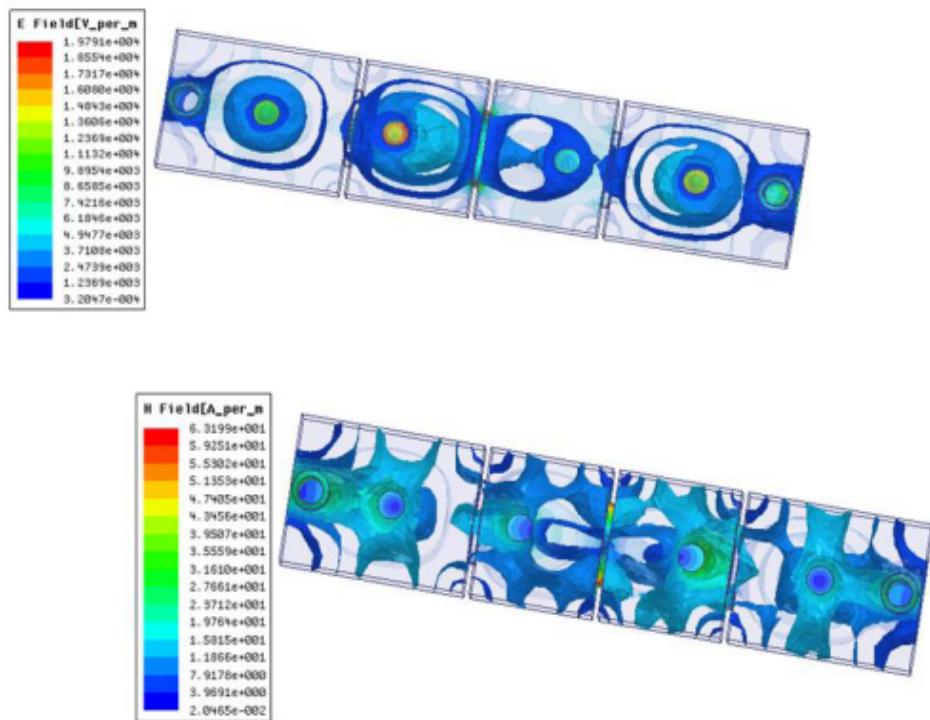 E Field[V_per_m
1.9791e+004
1.8554e+004
1.7317e+004
1.6080e+004
1.4843e+004
1.3606e+004
1.2369e+004
1.1132e+004
9.8954e+003
8.6585e+003
7.4216e+003
6.1846e+003
4.9477e+003
3.7108e+003
2.4739e+003
1.2369e+003
3.2047e-004
H Field[A_per_m
6.3199e+001
5.9251e+001
5.5302e+001
5.1353e+001
4.7405e+001
4.3456e+001
3.9507e+001
3.5559e+001
3.1610e+001
2.7661e+001
2.3712e+001
1.9764e+001
1.5815e+001
1.1866e+001
7.9178e+000
3.9691e+000
2.0465e-002